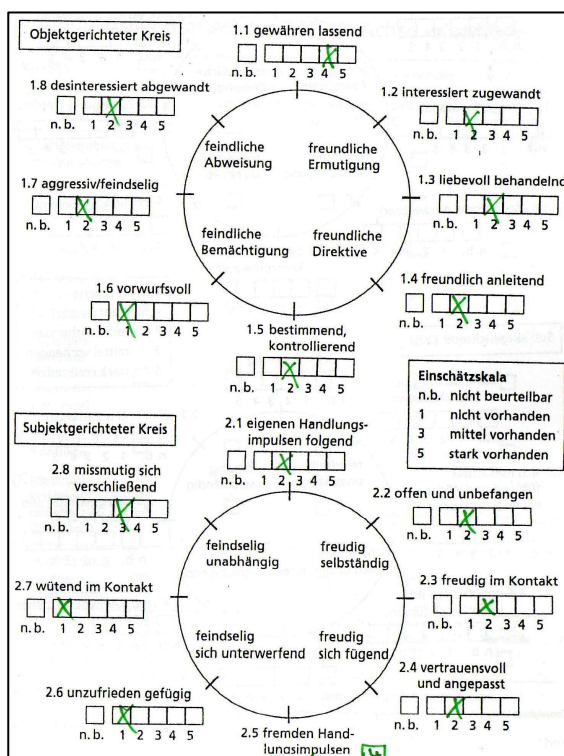 Objektgerichteter Kreis
1.1 gewähren lassend
n. b. 1 2 3 4 5
1.8 desinteressiert abgewandt
n. b. 1 2 3 4 5
1.2 interessiert zugewandt
n. b. 1 2 3 4 5
feindliche
Abweisung
freundliche
Ermutigung
1.7 aggressiv/feindselig
n. b. 1 2 3 4 5
1.3 liebevoll behandelnd
n. b. 1 2 3 4 5
feindliche
Bemächtigung
freundliche
Direktive
1.6 vorwurfsvoll
n. b. 1 2 3 4 5
1.4 freundlich anleitend
n. b. 1 2 3 4 5
1.5 bestimmend,
kontrollierend
n. b. 1 2 3 4 5
Einschätzskala
n.b. nicht beurteilbar
1 nicht vorhanden
3 mittel vorhanden
5 stark vorhanden
Subjektgerichteter Kreis
2.1 eigenen Handlungs-
impulsen folgend
n. b. 1 2 3 4 5
2.8 missmutig sich
verschließend
n. b. 1 2 3 4 5
2.2 offen und unbefangen
n. b. 1 2 3 4 5
feindselig
unabhängig
freudig
selbständig
2.7 wütend im Kontakt
n. b. 1 2 3 4 5
2.3 freudig im Kontakt
n. b. 1 2 3 4 5
feindselig
sich unterwerfend
freudig
sich fügend
2.6 unzufrieden gefügig
n. b. 1 2 3 4 5
2.4 vertrauensvoll
und angepasst
n. b. 1 2 3 4 5
2.5 fremden Hand-
lungsimpulsen